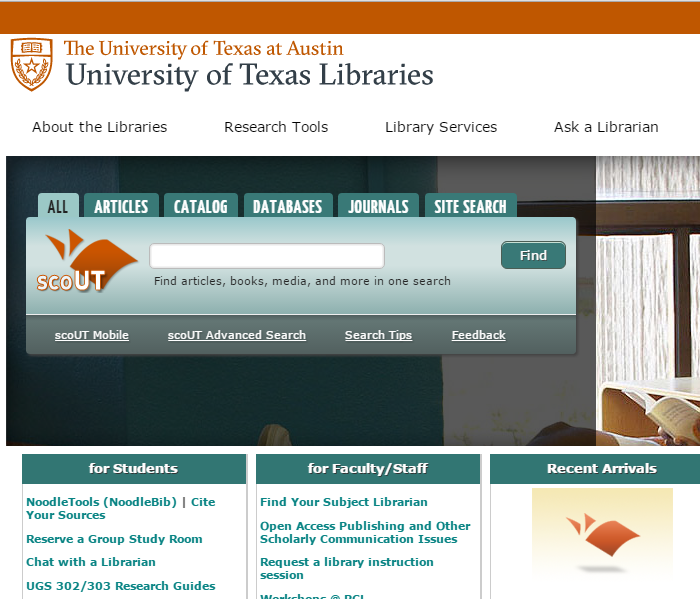 The University of Texas at Austin
University of Texas Libraries
About the Libraries Research Tools Library Services Ask a Librarian
ALL ARTICLES CATALOG DATABASES JOURNALS SITE SEARCH
scoUT
Find
Find articles, books, media, and more in one search
scoUT Mobile scoUT Advanced Search Search Tips Feedback
for Students
NoodleTools (NoodleBib) | Cite
Your Sources
Reserve a Group Study Room
Chat with a Librarian
UGS 302/303 Research Guides
for Faculty/Staff
Find Your Subject Librarian
Open Access Publishing and Other
Scholarly Communication Issues
Request a library instruction
session
Workshops @ PCL
Recent Arrivals